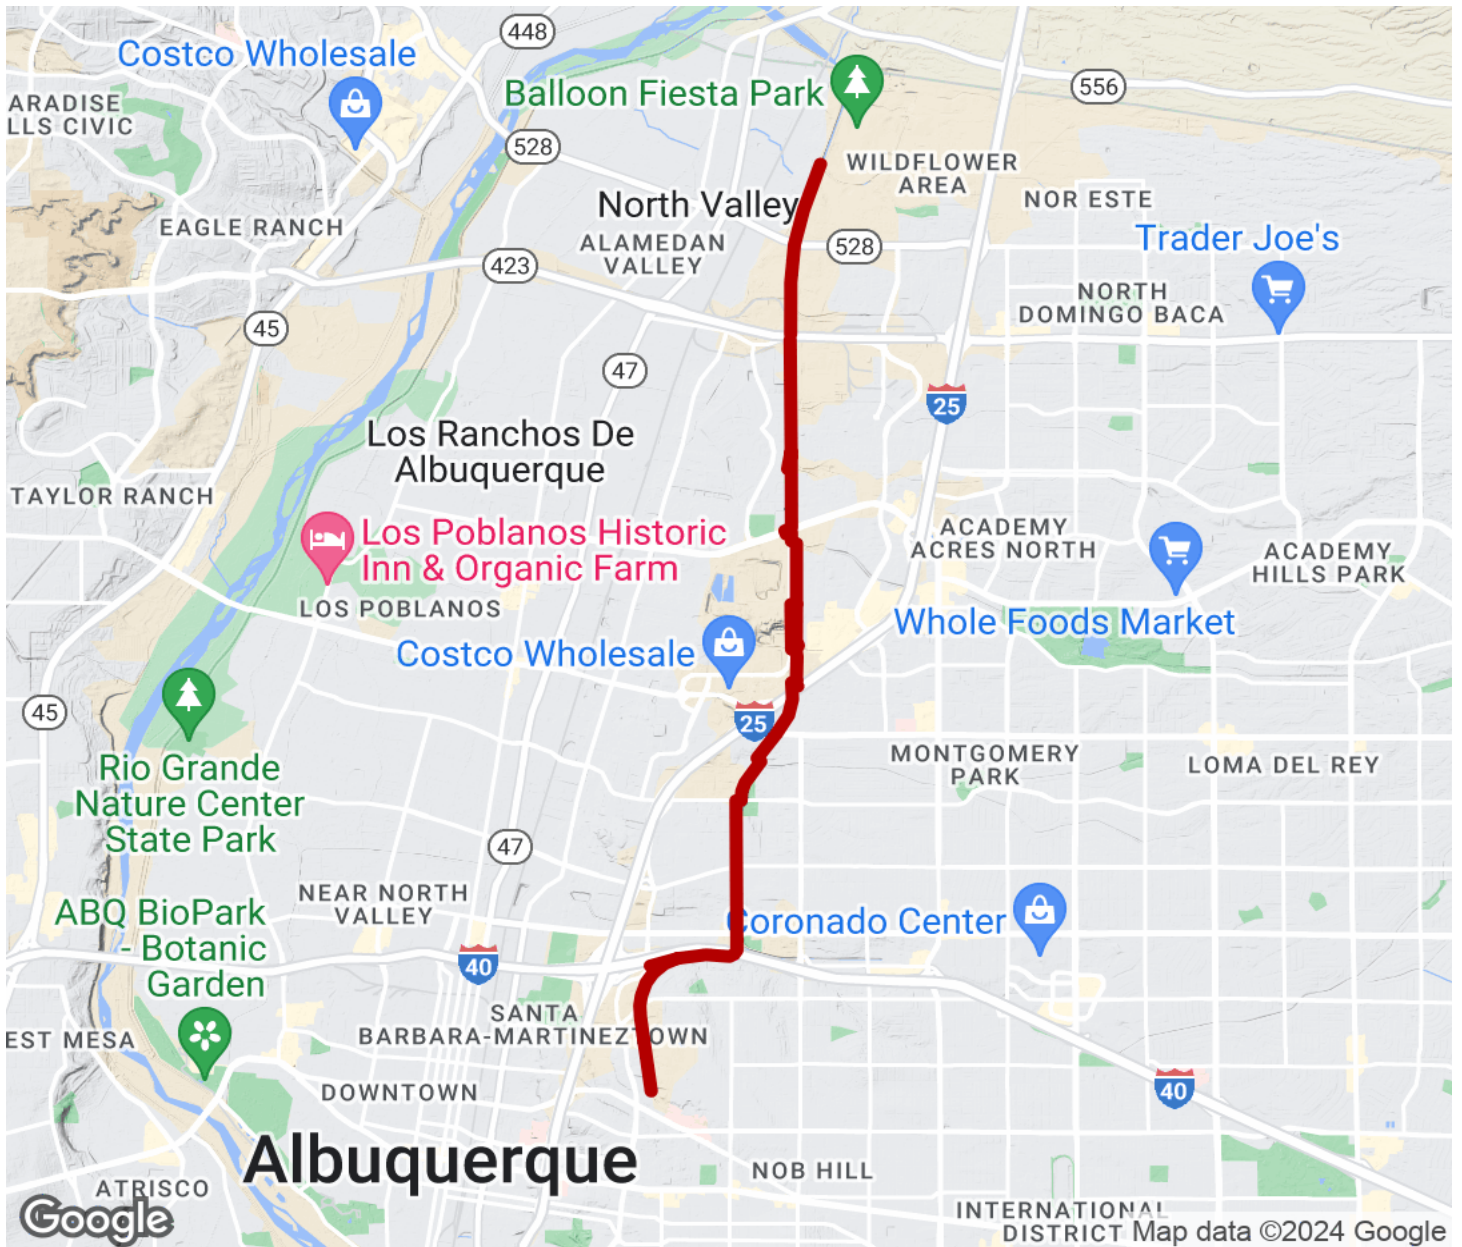 448
Costco Wholesale
Balloon Fiesta Park
556
ARADISE
LLS CIVIC
528
WILDFLOWER
AREA
North Valley
NOR ESTE
EAGLE RANCH
ALAMEDAN
VALLEY
528
Trader Joe's
423
NORTH
DOMINGO BACA
45
47
25
Los Ranchos De
Albuquerque
TAYLOR RANCH
Los Poblanos Historic
Inn & Organic Farm
ACADEMY
ACRES NORTH
ACADEMY
HILLS PARK
LOS POBLANOS
Whole Foods Market
Costco Wholesale
45
25
MONTGOMERY
PARK
LOMA DEL REY
Rio Grande
Nature Center
State Park
47
NEAR NORTH
VALLEY
ABQ BioPark
- Botanic
Garden
Coronado Center
40
SANTA
BARBARA-MARTINEZTOWN
EST MESA
DOWNTOWN
40
Albuquerque
NOB HILL
ATRISCO
INTERNATIONAL
DISTRICT
Google
Map data ©2024 Google